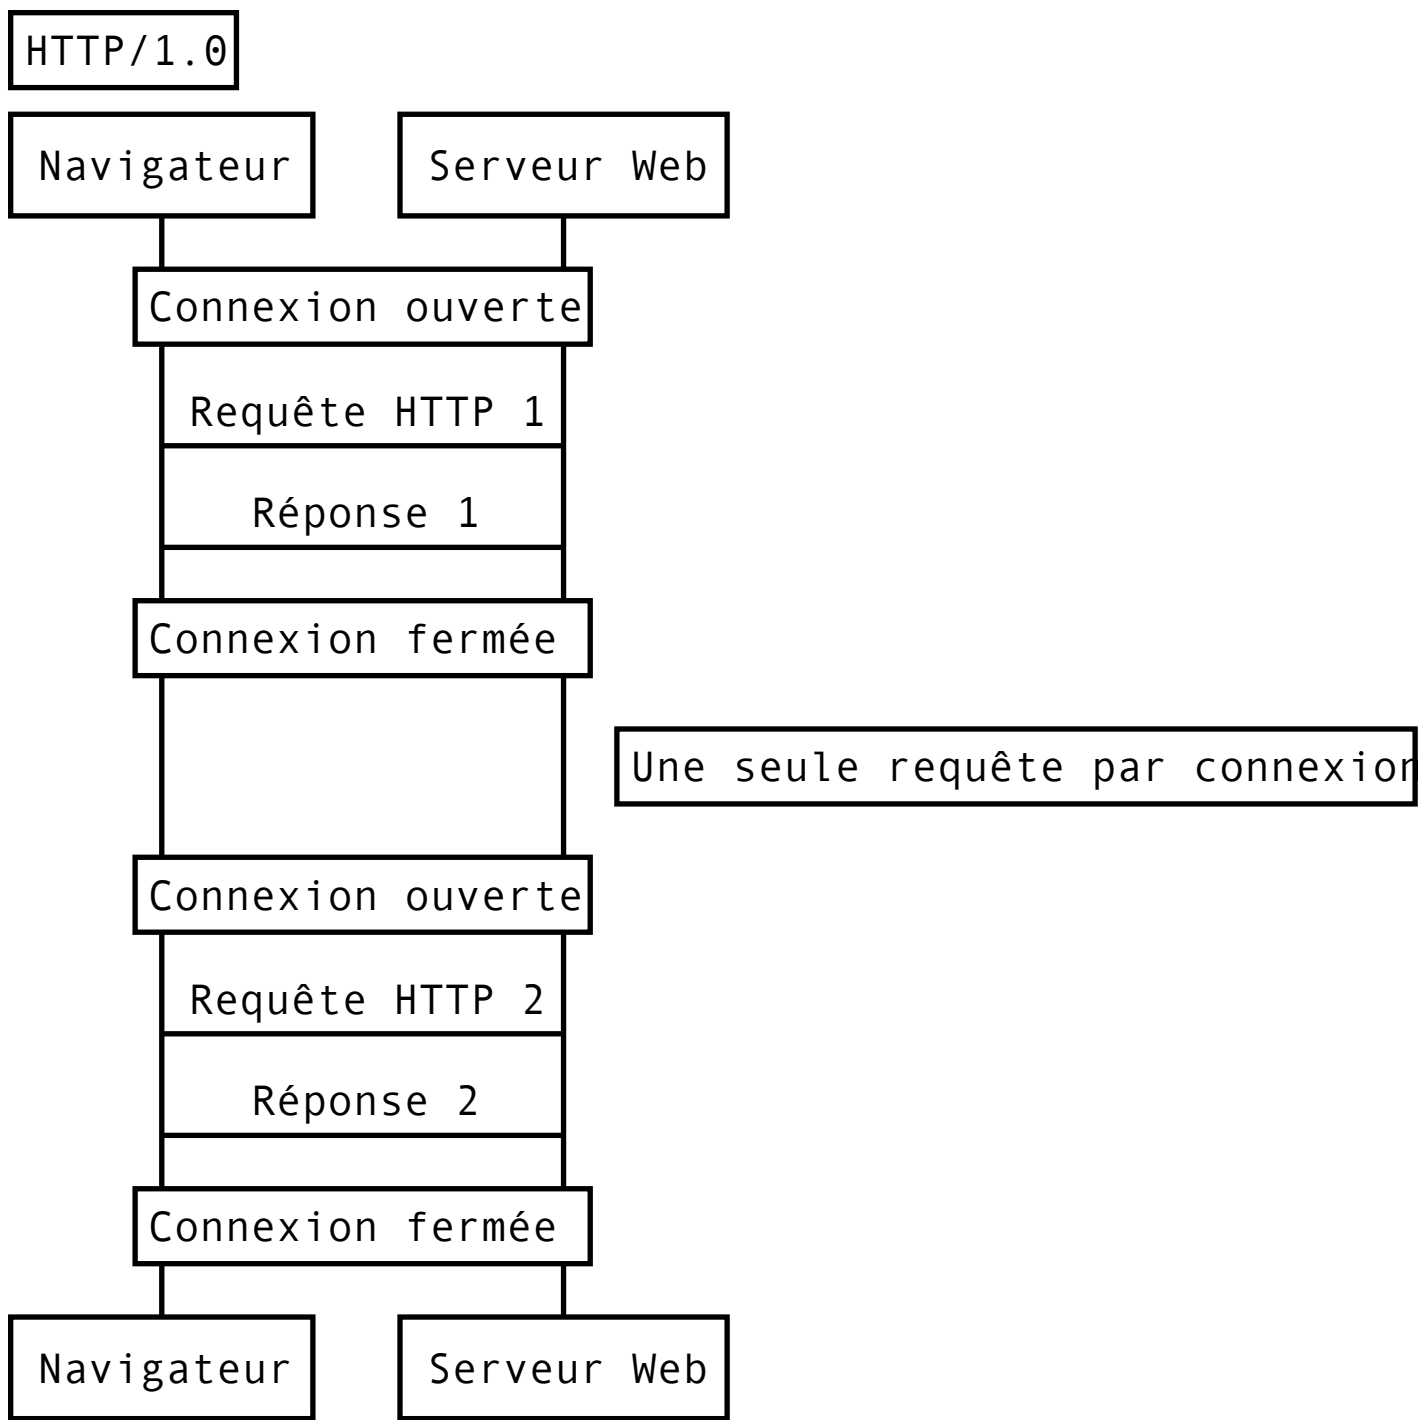 HTTP/1.0
Navigateur
Serveur Web
Connexion ouverte
Requête HTTP 1
Réponse 1
Connexion fermée
Une seule requête par connexion
Connexion ouverte
Requête HTTP 2
Réponse 2
Connexion fermée
Navigateur
Serveur Web